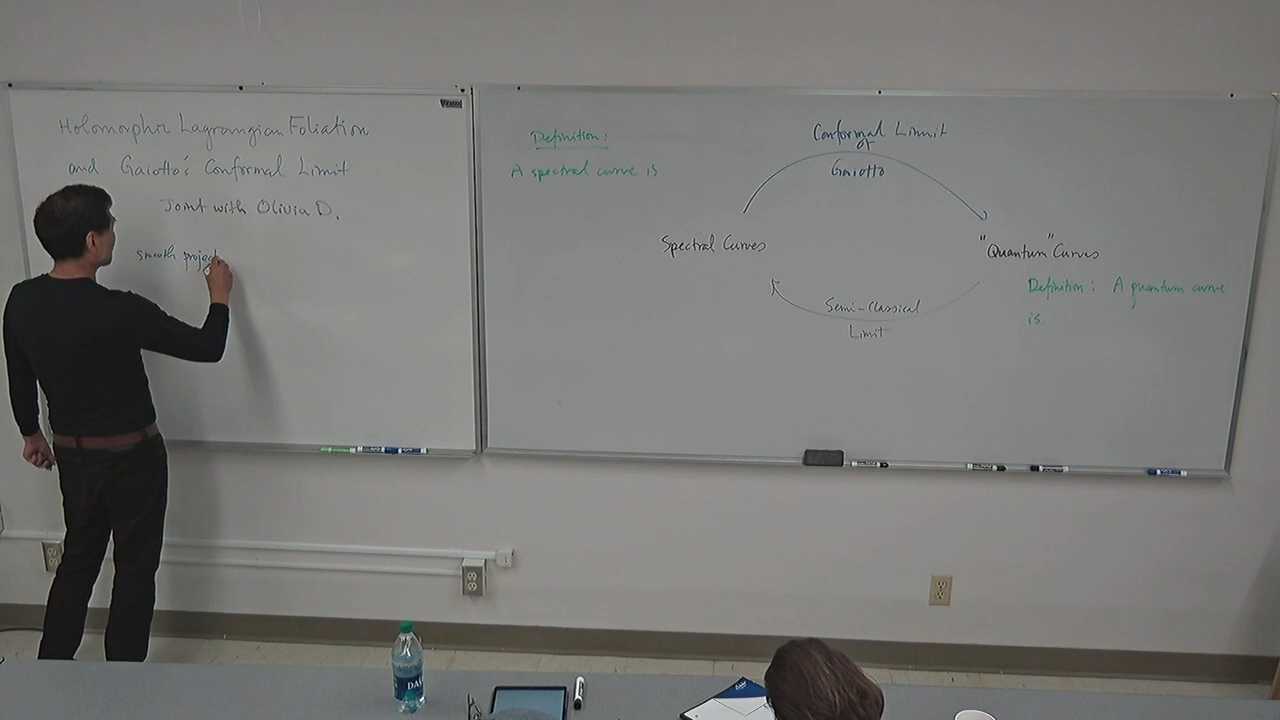 Holomorphic Lagrangian Foliation
and Gaiotto's Conformal Limit
Joint with Olivia D.
smooth project
Definition:
A spectral curve is
Conformal Limit
of
Gaiotto
Spectral Curves
"Quantum" Curves
Semi-Classical
Limit
Definition: A quantum curve
is